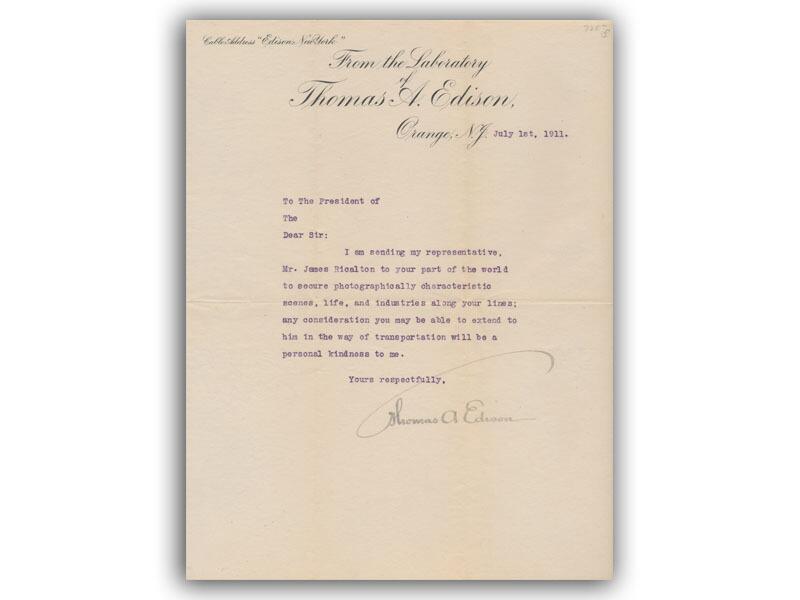 Cable Address "Edison, New York"
From the Laboratory
of
Thomas A. Edison,
Orange, N.J. July 1st, 1911.
To The President of
The
Dear Sir:
I am sending my representative,
Mr. James Ricalton to your part of the world
to secure photographically characteristic
scenes, life, and industries along your lines;
any consideration you may be able to extend to
him in the way of transportation will be a
personal kindness to me.
Yours respectfully,
Thomas A Edison